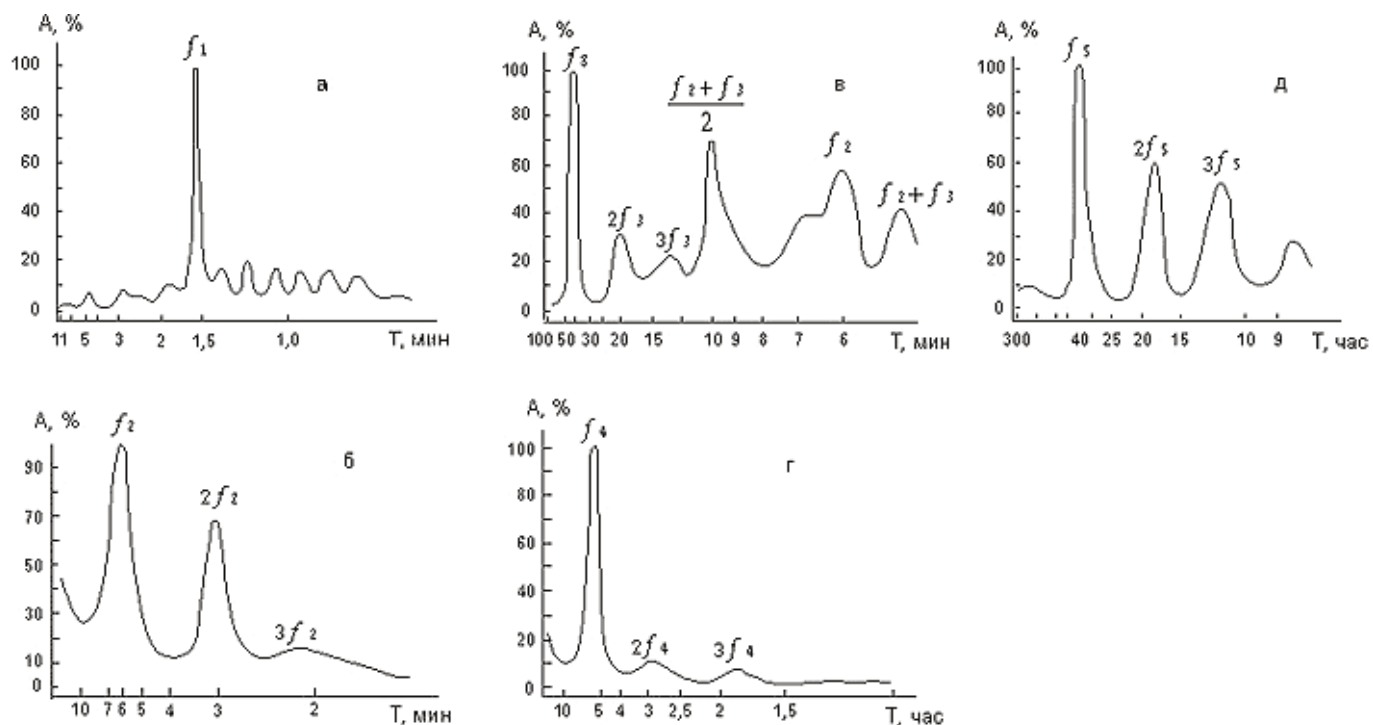 A, %
f₁
а
100
80
60
40
20
0
11 5 3 2 1,5 1,0 T, мин
A, %
f₃
f₂ + f₃
2
в
f₂
f₂ + f₃
2f₃
3f₃
100
80
60
40
20
0
100 50 30 20 15 10 9 8 7 6 T, мин
A, %
f₅
д
2f₅
3f₅
100
80
60
40
20
0
300 40 25 20 15 10 9 T, час
A, %
f₂
б
2f₂
3f₂
90
70
50
30
10
0
10 7 6 5 4 3 2 T, мин
A, %
f₄
г
2f₄
3f₄
100
80
60
40
20
0
10 5 4 3 2,5 2 1,5 T, час